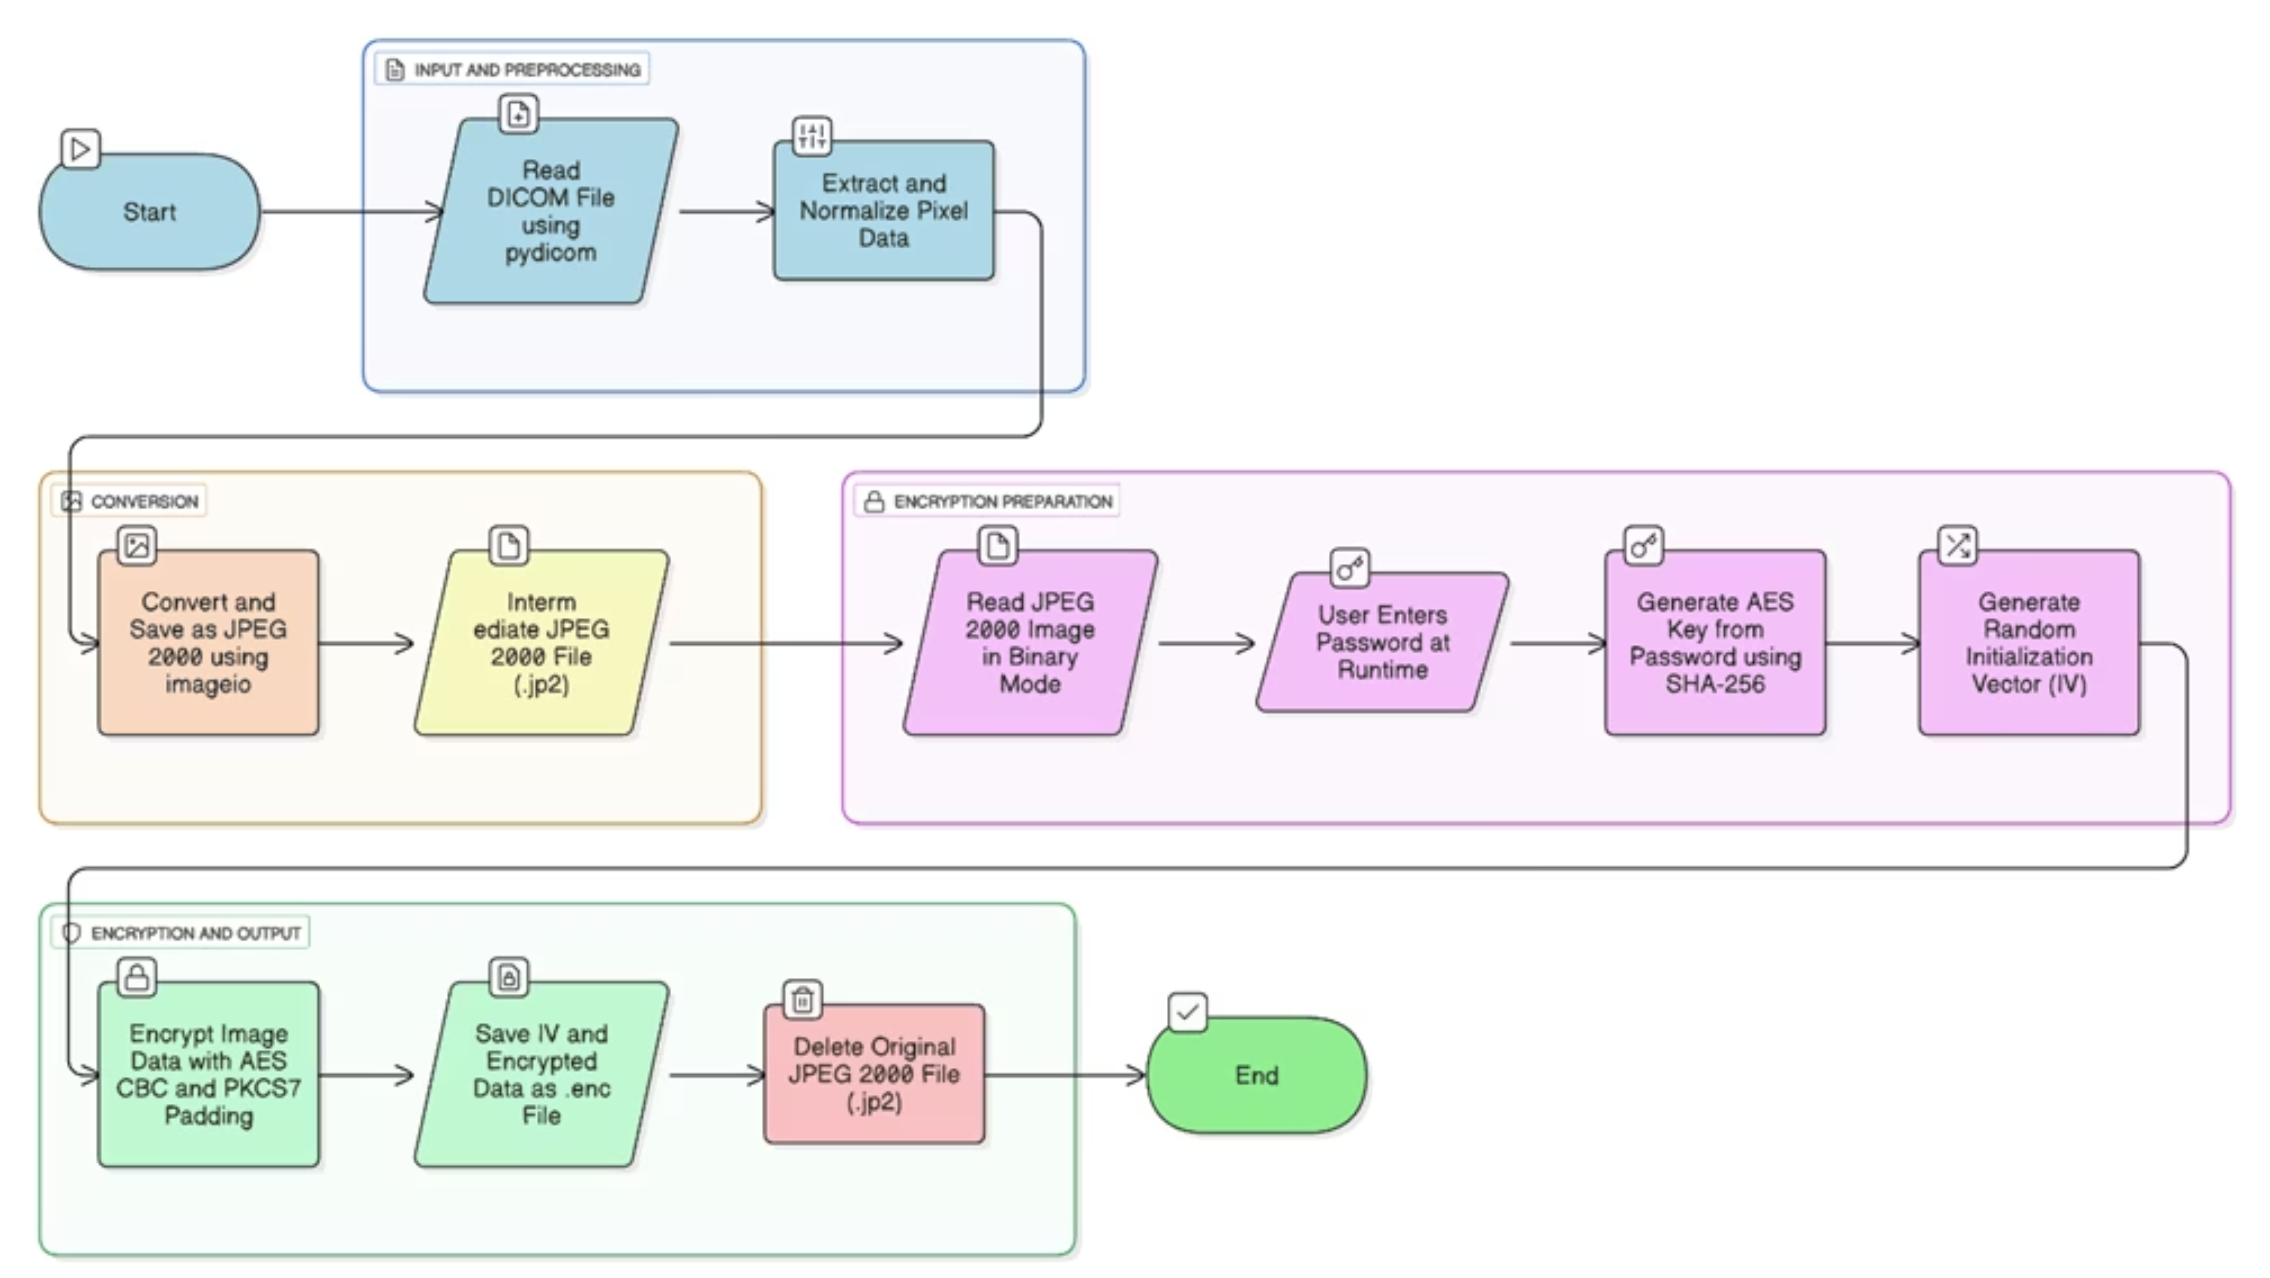 INPUT AND PREPROCESSING
Start
Read
DICOM File
using
pydicom
Extract and
Normalize Pixel
Data
CONVERSION
Convert and
Save as JPEG
2000 using
imageio
Interm
ediate JPEG
2000 File
(.jp2)
ENCRYPTION PREPARATION
Read JPEG
2000 Image
in Binary
Mode
User Enters
Password at
Runtime
Generate AES
Key from
Password using
SHA-256
Generate
Random
Initialization
Vector (IV)
ENCRYPTION AND OUTPUT
Encrypt Image
Data with AES
CBC and PKCS7
Padding
Save IV and
Encrypted
Data as .enc
File
Delete Original
JPEG 2000 File
(.jp2)
End